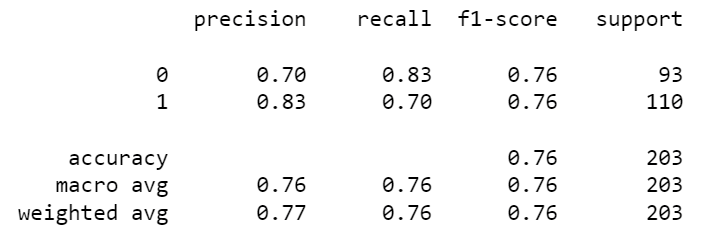 precision recall f1-score support
0 0.70 0.83 0.76 93
1 0.83 0.70 0.76 110
accuracy 0.76 203
macro avg 0.76 0.76 0.76 203
weighted avg 0.77 0.76 0.76 203